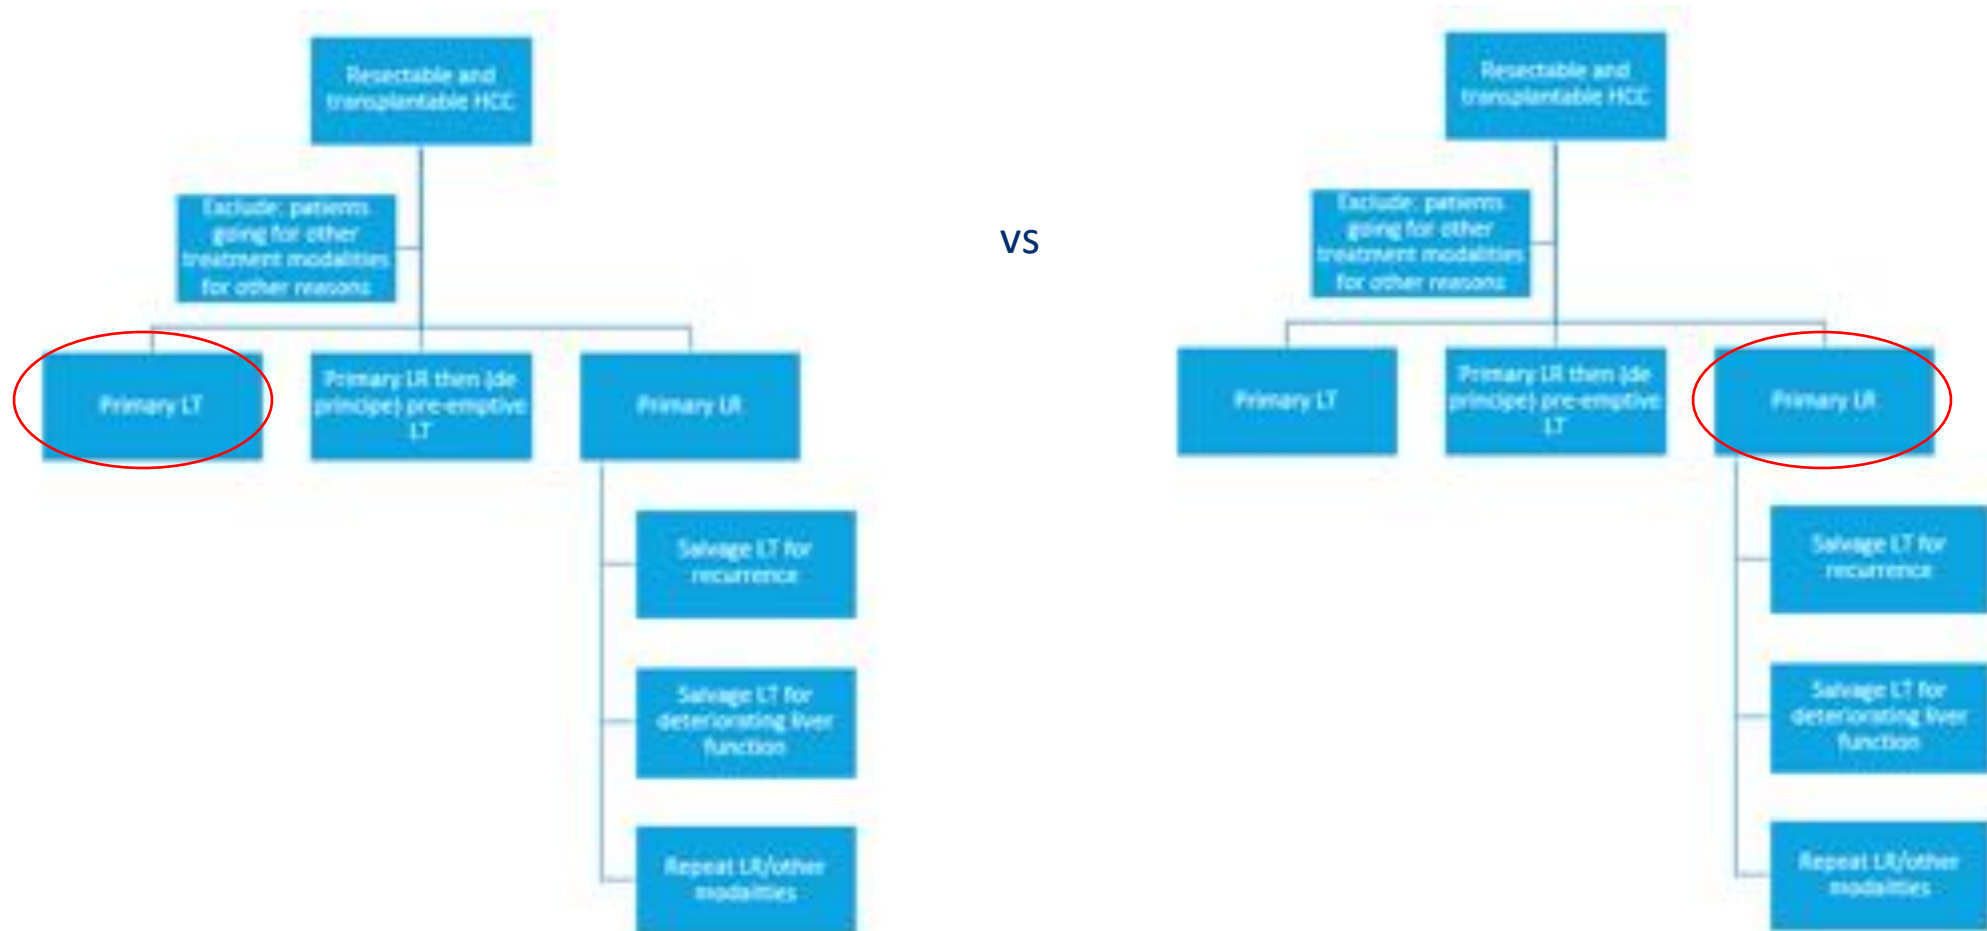 Resectable and
transplantable HCC
Exclude: patients
going for other
treatment modalities
for other reasons
Primary LT
Primary LR then (de
principe) pre-emptive
LT
Primary LR
Salvage LT for
recurrence
Salvage LT for
deteriorating liver
function
Repeat LR/other
modalities
vs
Resectable and
transplantable HCC
Exclude: patients
going for other
treatment modalities
for other reasons
Primary LT
Primary LR then (de
principe) pre-emptive
LT
Primary LR
Salvage LT for
recurrence
Salvage LT for
deteriorating liver
function
Repeat LR/other
modalities